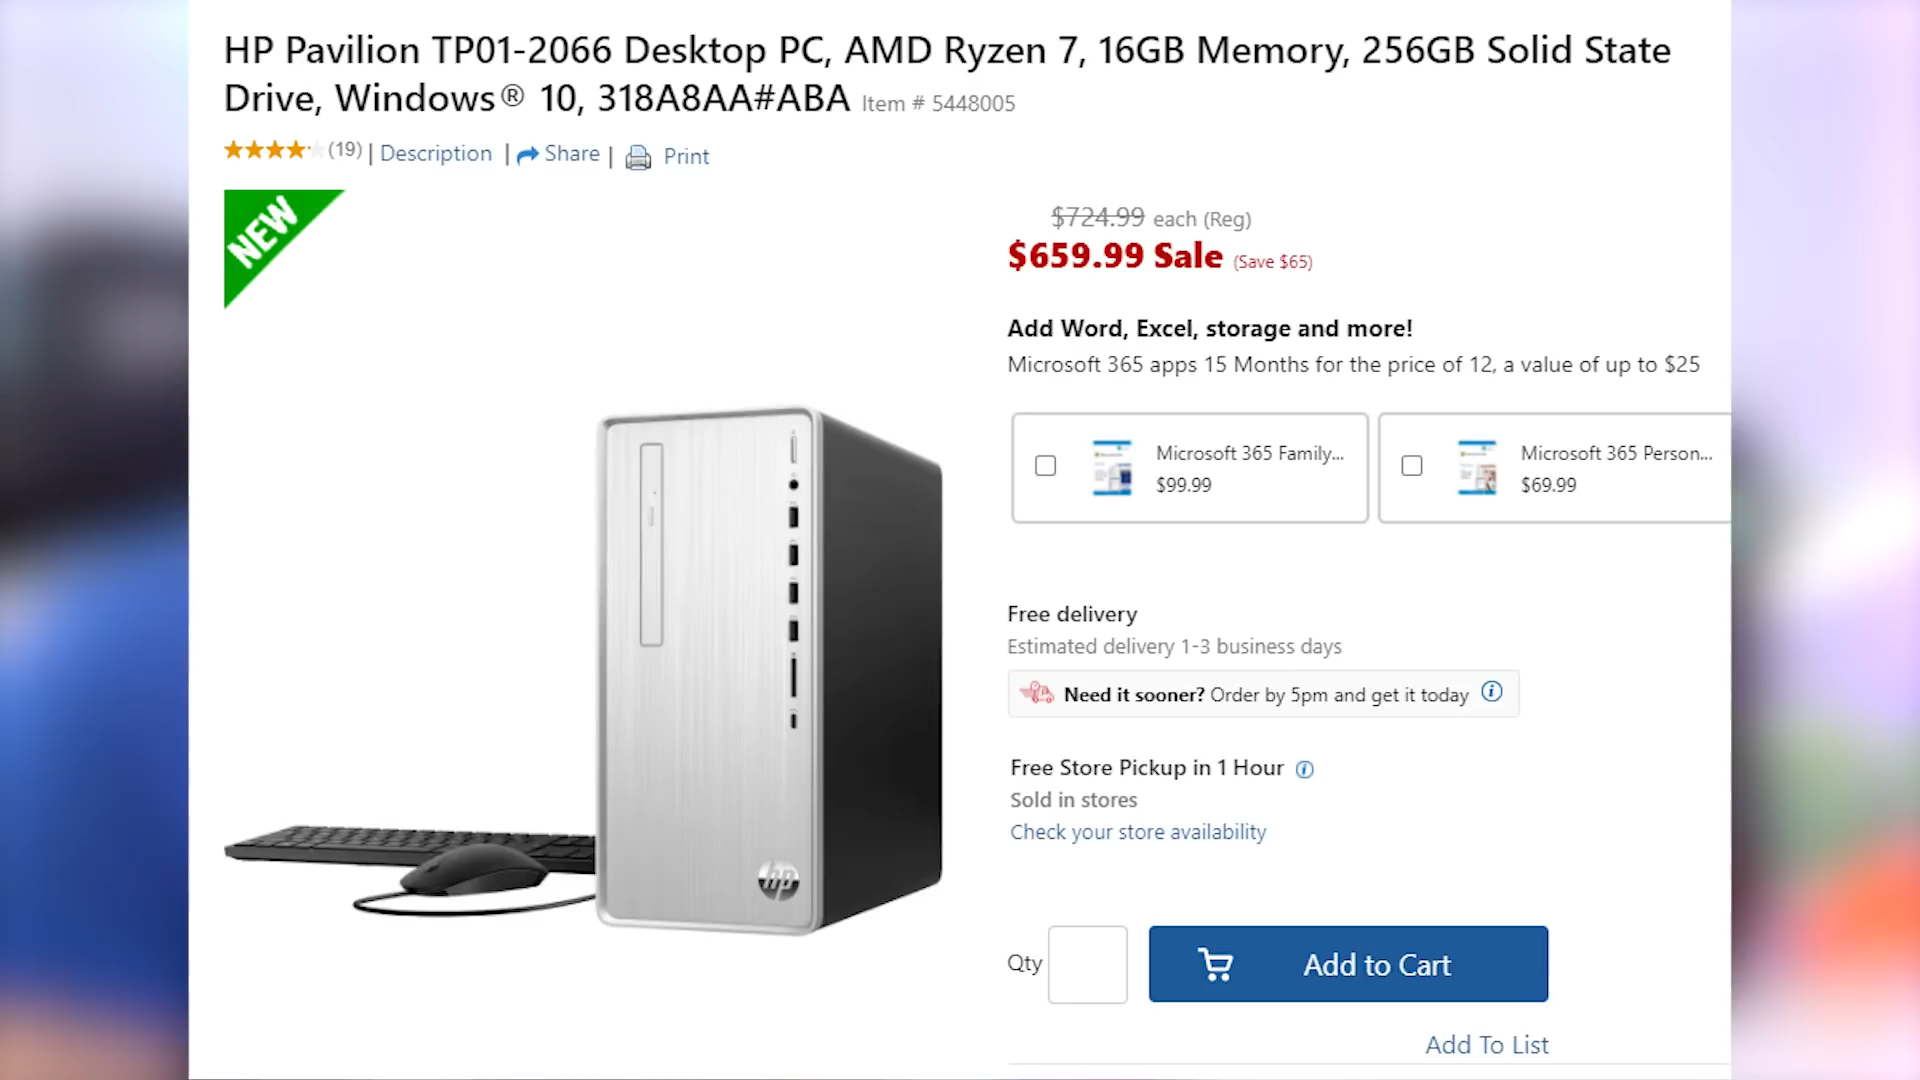 HP Pavilion TP01-2066 Desktop PC, AMD Ryzen 7, 16GB Memory, 256GB Solid State
Drive, Windows® 10, 318A8AA#ABA Item # 5448005
(19) | Description | Share | Print
NEW
$724.99 each (Reg)
$659.99 Sale (Save $65)
Add Word, Excel, storage and more!
Microsoft 365 apps 15 Months for the price of 12, a value of up to $25
Microsoft 365 Family...
$99.99
Microsoft 365 Person...
$69.99
Free delivery
Estimated delivery 1-3 business days
Need it sooner? Order by 5pm and get it today
Free Store Pickup in 1 Hour
Sold in stores
Check your store availability
hp
Qty
Add to Cart
Add To List